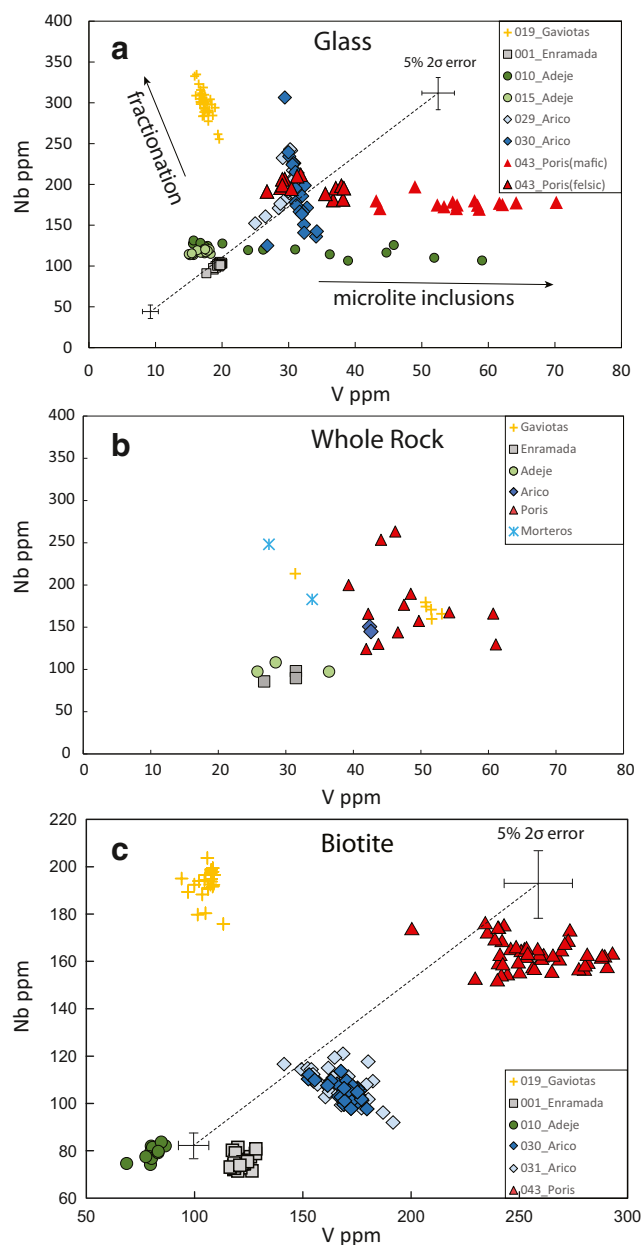 a
Glass
019_Gaviotas
001_Enramada
010_Adeje
015_Adeje
029_Arico
030_Arico
043_Poris(mafic)
043_Poris(felsic)
5% 2σ error
fractionation
microlite inclusions
Nb ppm
400
350
300
250
200
150
100
50
0
0 10 20 30 40 50 60 70 80
V ppm
b
Whole Rock
Gaviotas
Enramada
Adeje
Arico
Poris
Morteros
Nb ppm
400
350
300
250
200
150
100
50
0
0 10 20 30 40 50 60 70 80
V ppm
c
Biotite
5% 2σ error
Nb ppm
220
200
180
160
140
120
100
80
60
019_Gaviotas
001_Enramada
010_Adeje
030_Arico
031_Arico
043_Poris
50 100 150 200 250 300
V ppm